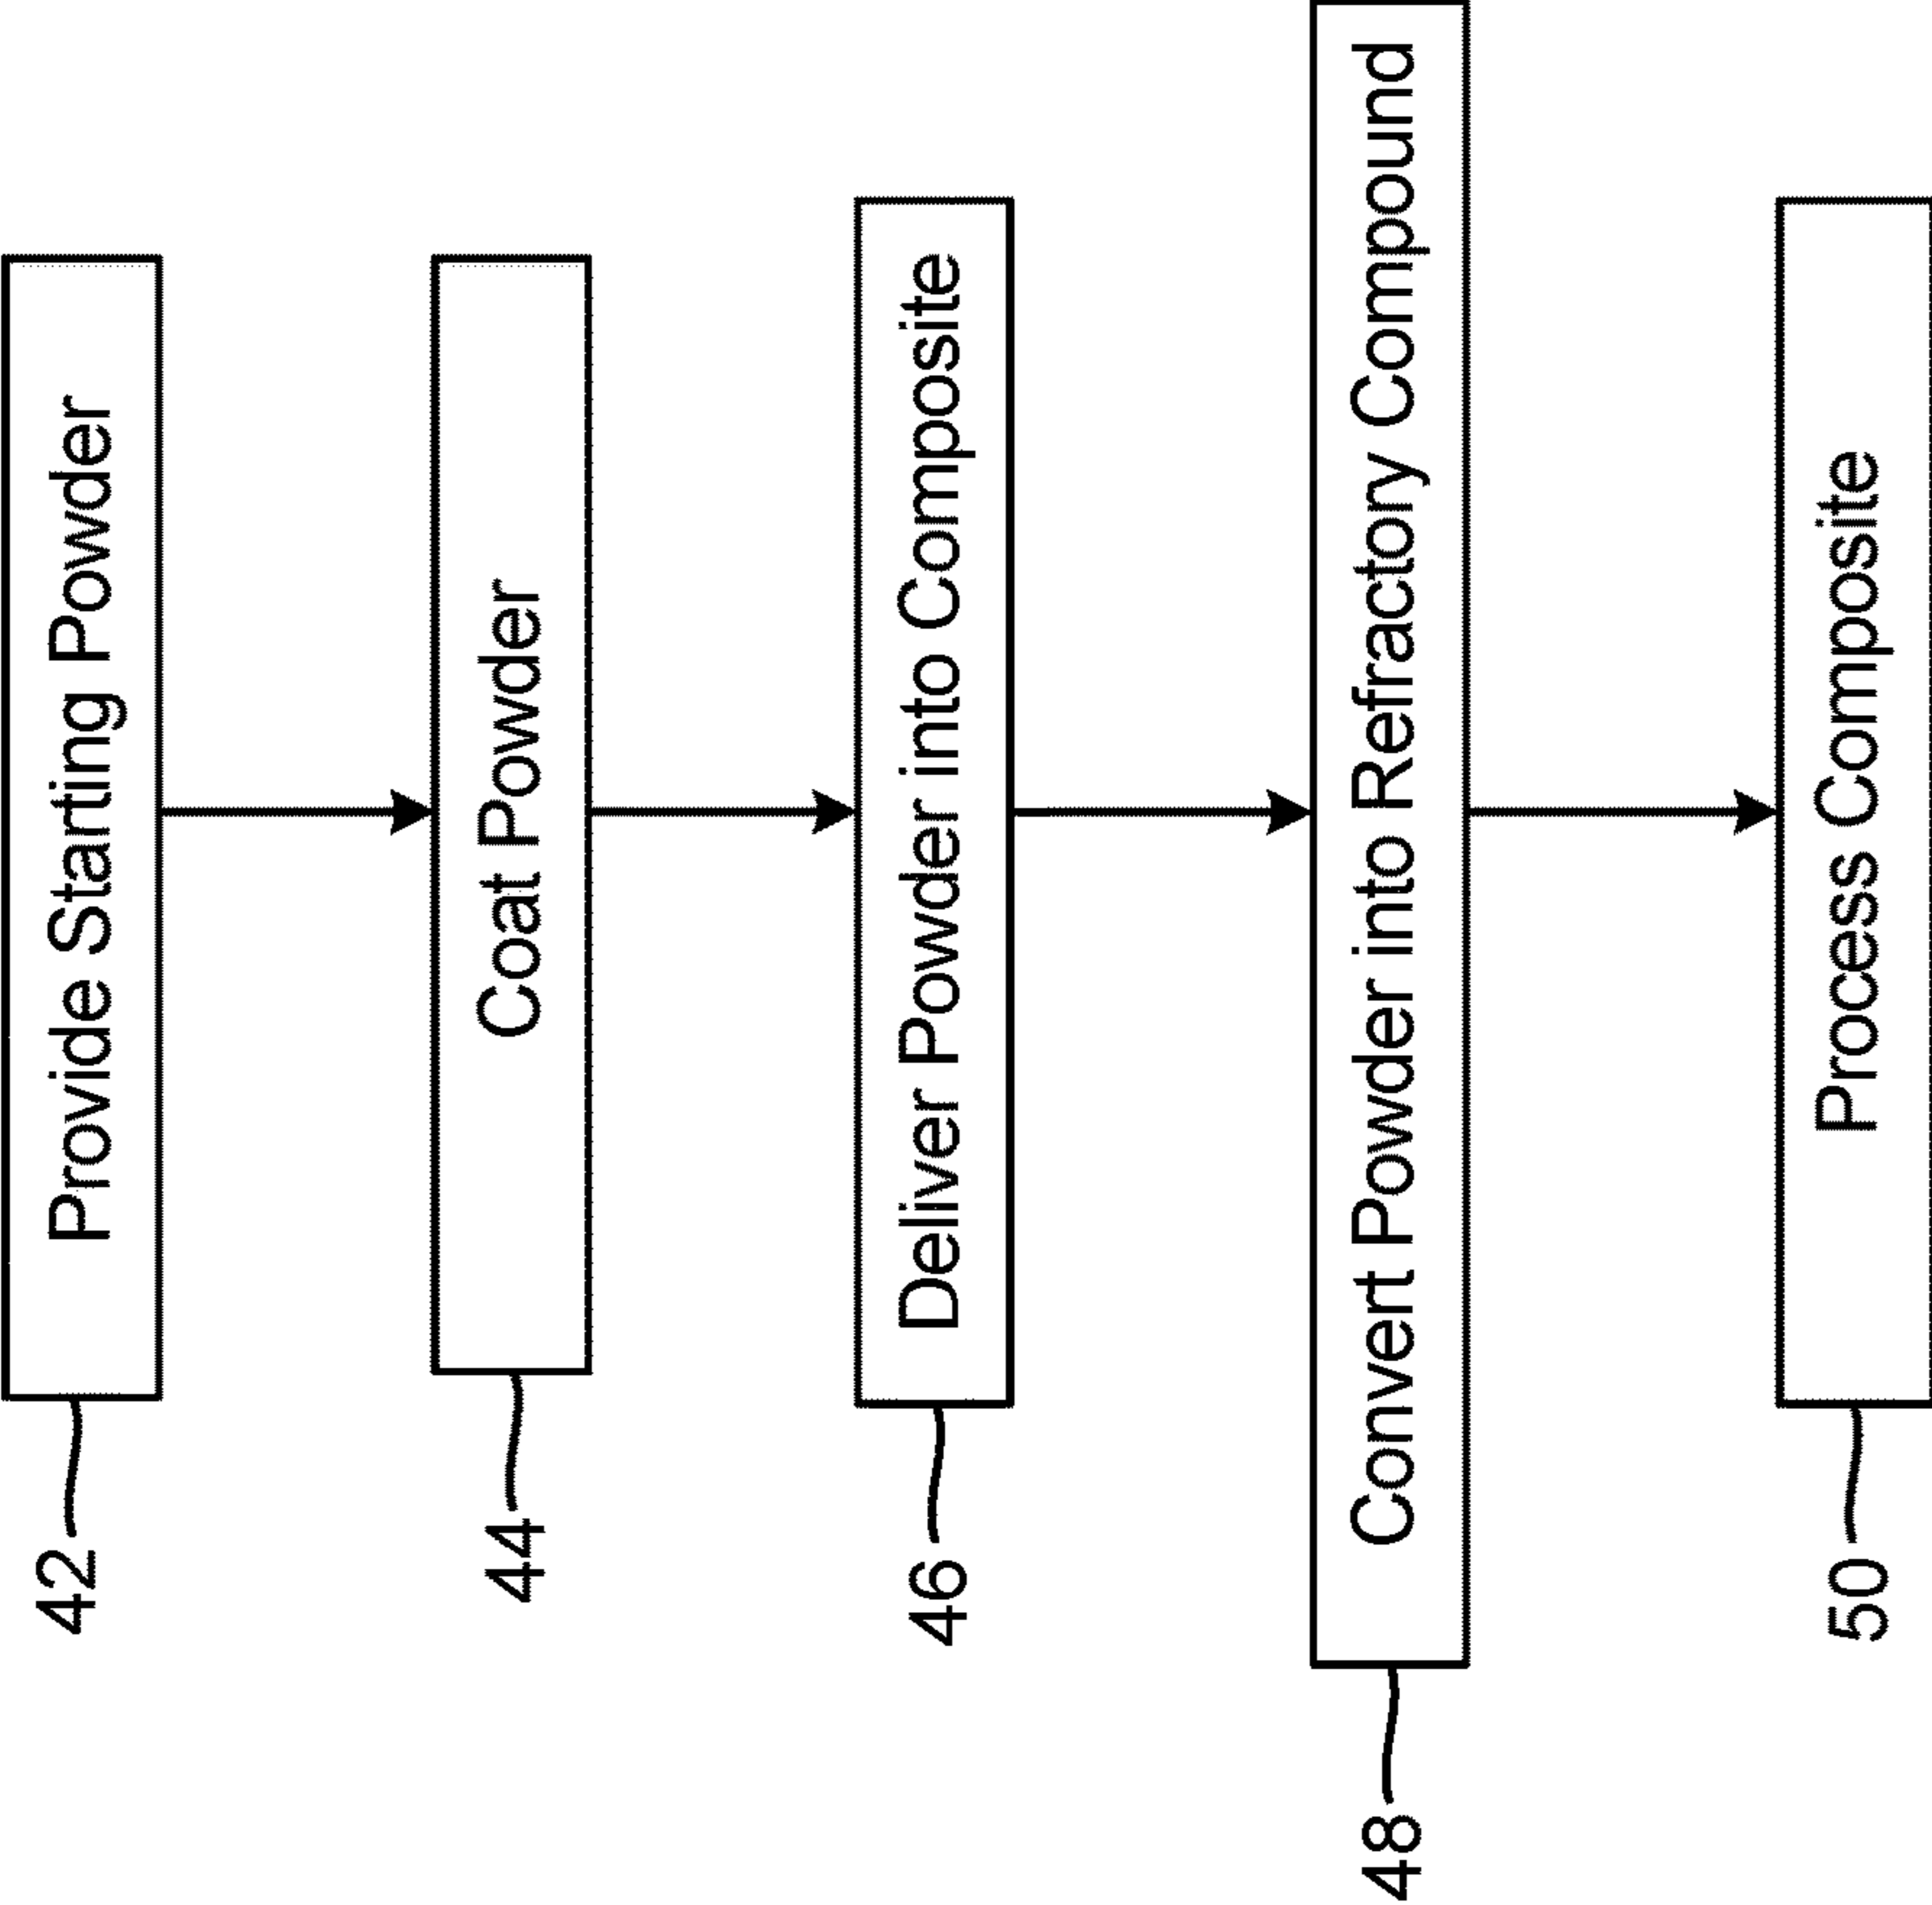 42
Provide Starting Powder
44
Coat Powder
46
Deliver Powder into Composite
48
Convert Powder into Refractory Compound
50
Process Composite